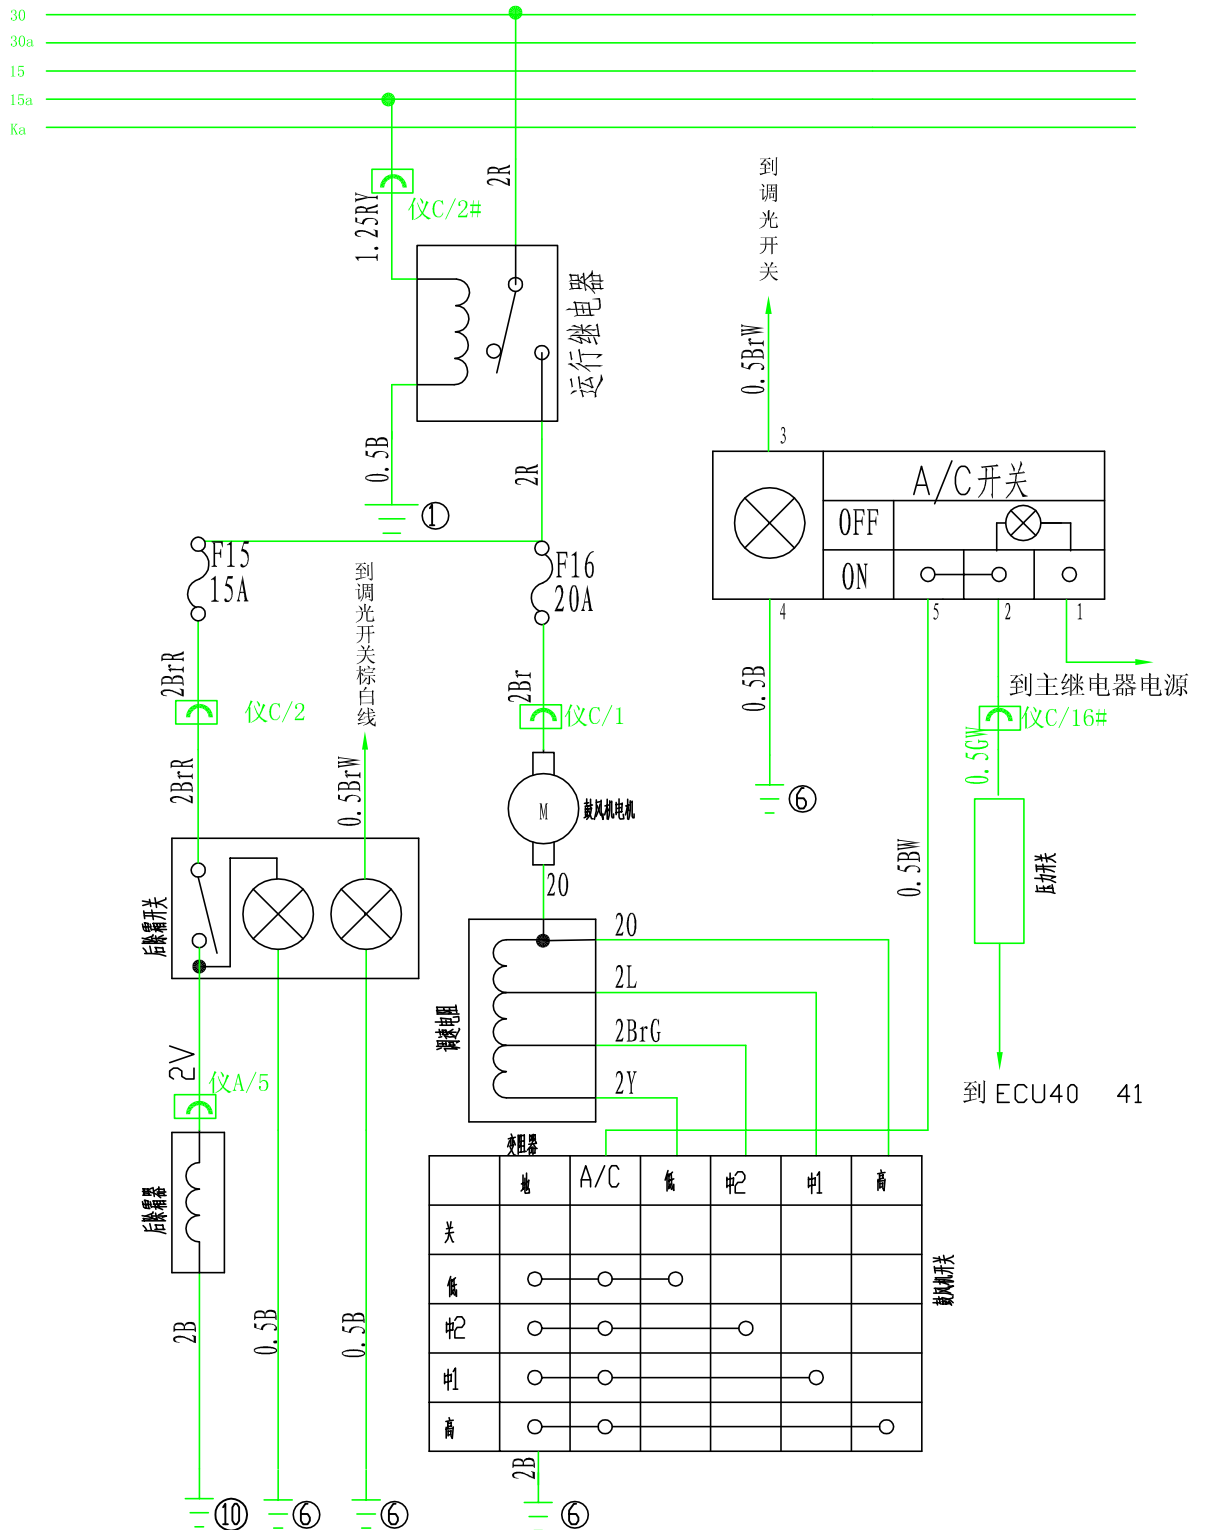 30
30a
15
15a
Ka
2R
仪C/2#
1.25RY
到调光开关
运行继电器
0.5BrW
3
0.5B
2R
1
A/C开关
OFF
ON
F15
15A
F16
20A
到调光开关棕白线
4
5
2
1
2BrR
2Br
0.5B
到主继电器电源
仪C/2
仪C/1
仪C/16#
0.5GW
2BrR
0.5BrW
M
鼓风机电机
6
20
0.5BW
压力开关
后除霜开关
20
2L
2BrG
2Y
调速电阻
2V
仪A/5
到ECU40 41
变阻器
地
A/C
低
中2
中1
高
后除霜器
关
低
中2
中1
高
鼓风机开关
2B
0.5B
0.5B
2B
10
6
6
6